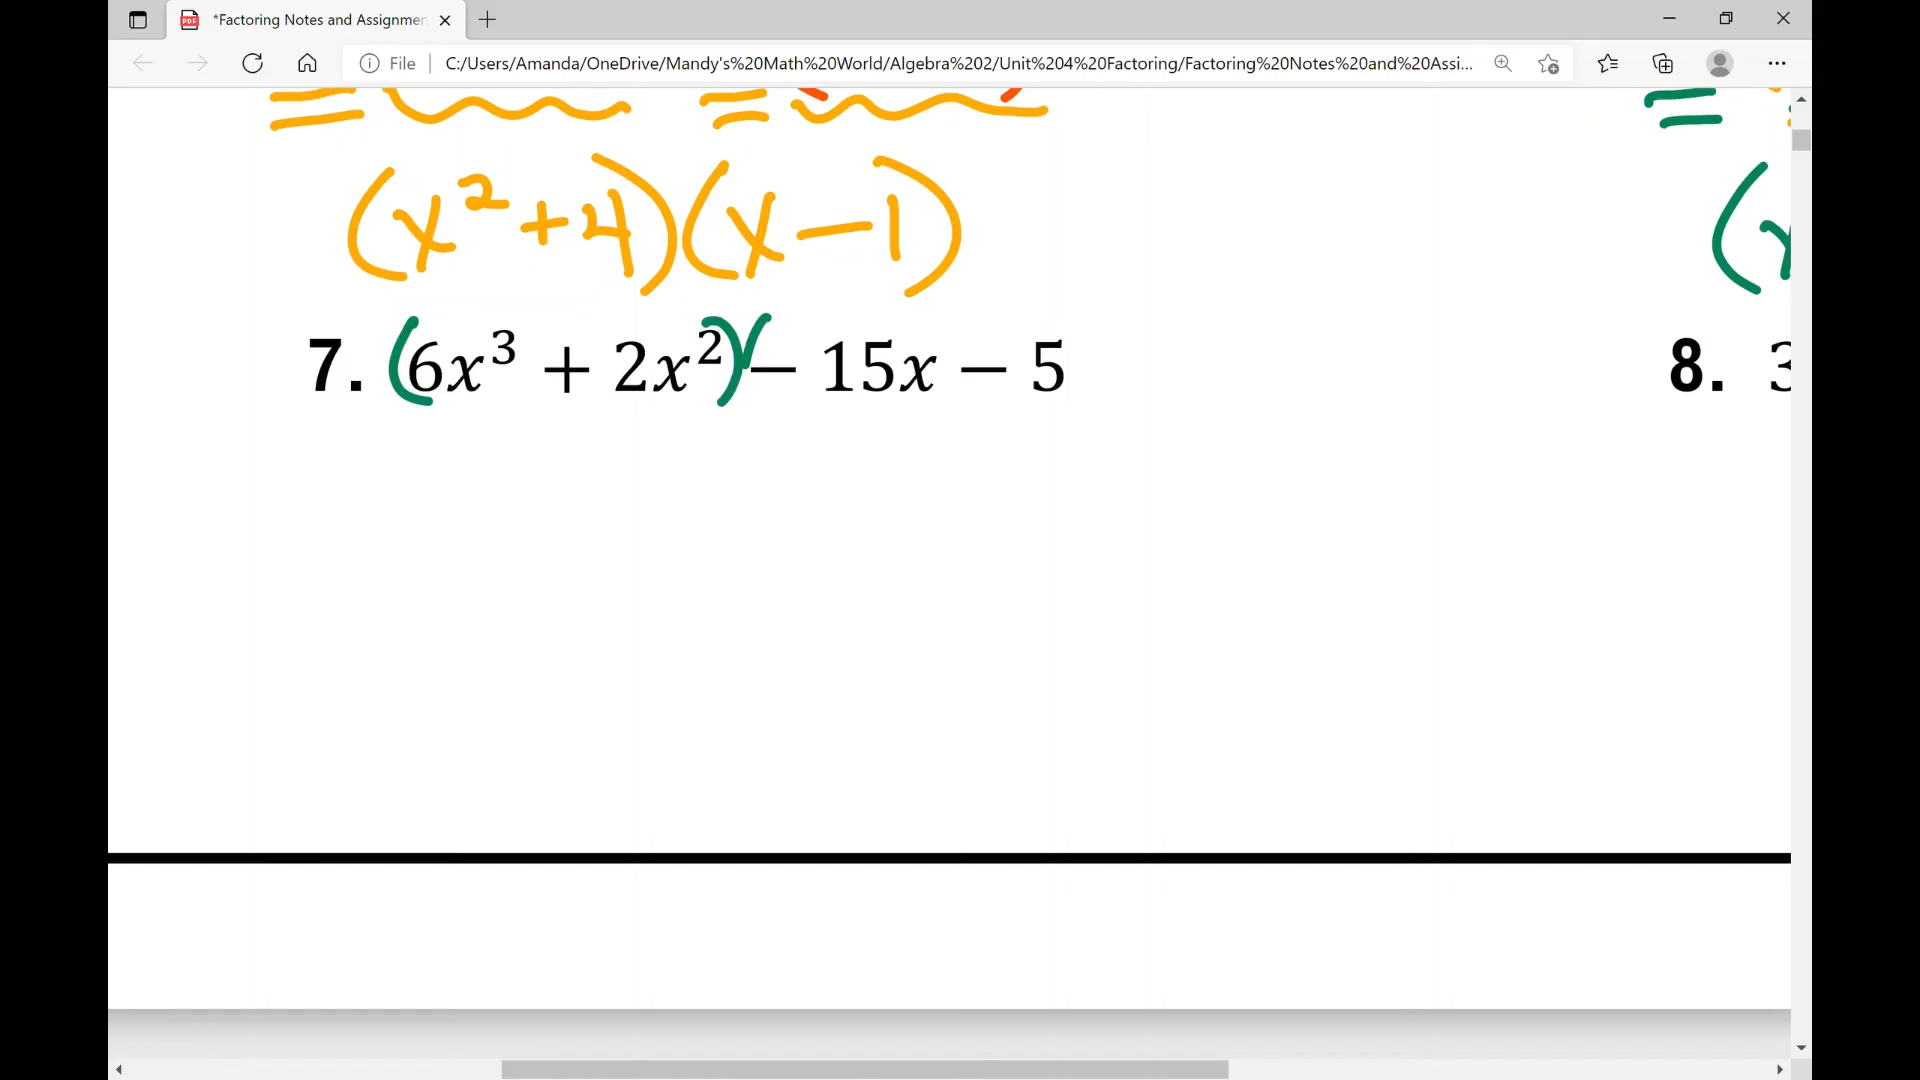 *Factoring Notes and Assignmen
File C:/Users/Amanda/OneDrive/Mandy's%20Math%20World/Algebra%202/Unit%204%20Factoring/Factoring%20Notes%20and%20Assi...
(x² + 4)(x − 1)
7. (6x³ + 2x²)(− 15x − 5
8. 3